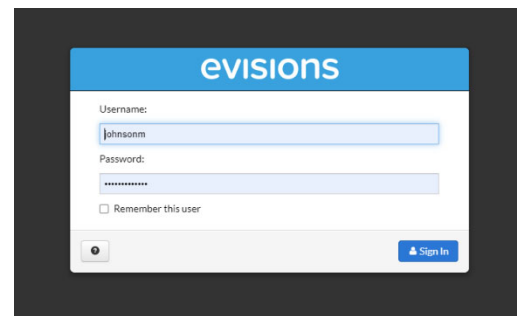 evisions
Username:
johnsonm
Password:
•••••••••••••
Remember this user
Sign In